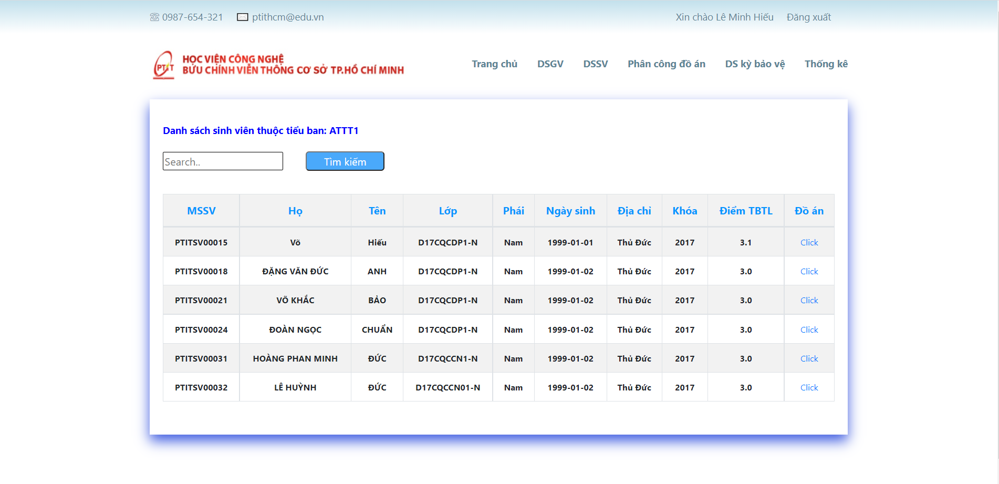 0987-654-321 ptithcm@edu.vn Xin chào Lê Minh Hiếu Đăng xuất
HỌC VIỆN CÔNG NGHỆ
BƯU CHÍNH VIỄN THÔNG CƠ SỞ TP.HỒ CHÍ MINH
PTIT
Trang chủ DSGV DSSV Phân công đồ án DS kỳ bảo vệ Thống kê
Danh sách sinh viên thuộc tiểu ban: ATTT1
Search.. Tìm kiếm
MSSV Họ Tên Lớp Phái Ngày sinh Địa chỉ Khóa Điểm TBTL Đồ án
PTITSV00015 Võ Hiếu D17CQCDP1-N Nam 1999-01-01 Thủ Đức 2017 3.1 Click
PTITSV00018 ĐẶNG VĂN ĐỨC ANH D17CQCDP1-N Nam 1999-01-02 Thủ Đức 2017 3.0 Click
PTITSV00021 VÕ KHẮC BẢO D17CQCDP1-N Nam 1999-01-02 Thủ Đức 2017 3.0 Click
PTITSV00024 ĐOÀN NGỌC CHUẨN D17CQCDP1-N Nam 1999-01-02 Thủ Đức 2017 3.0 Click
PTITSV00031 HOÀNG PHAN MINH ĐỨC D17CQCCN1-N Nam 1999-01-02 Thủ Đức 2017 3.0 Click
PTITSV00032 LÊ HUỲNH ĐỨC D17CQCCN01-N Nam 1999-01-02 Thủ Đức 2017 3.0 Click